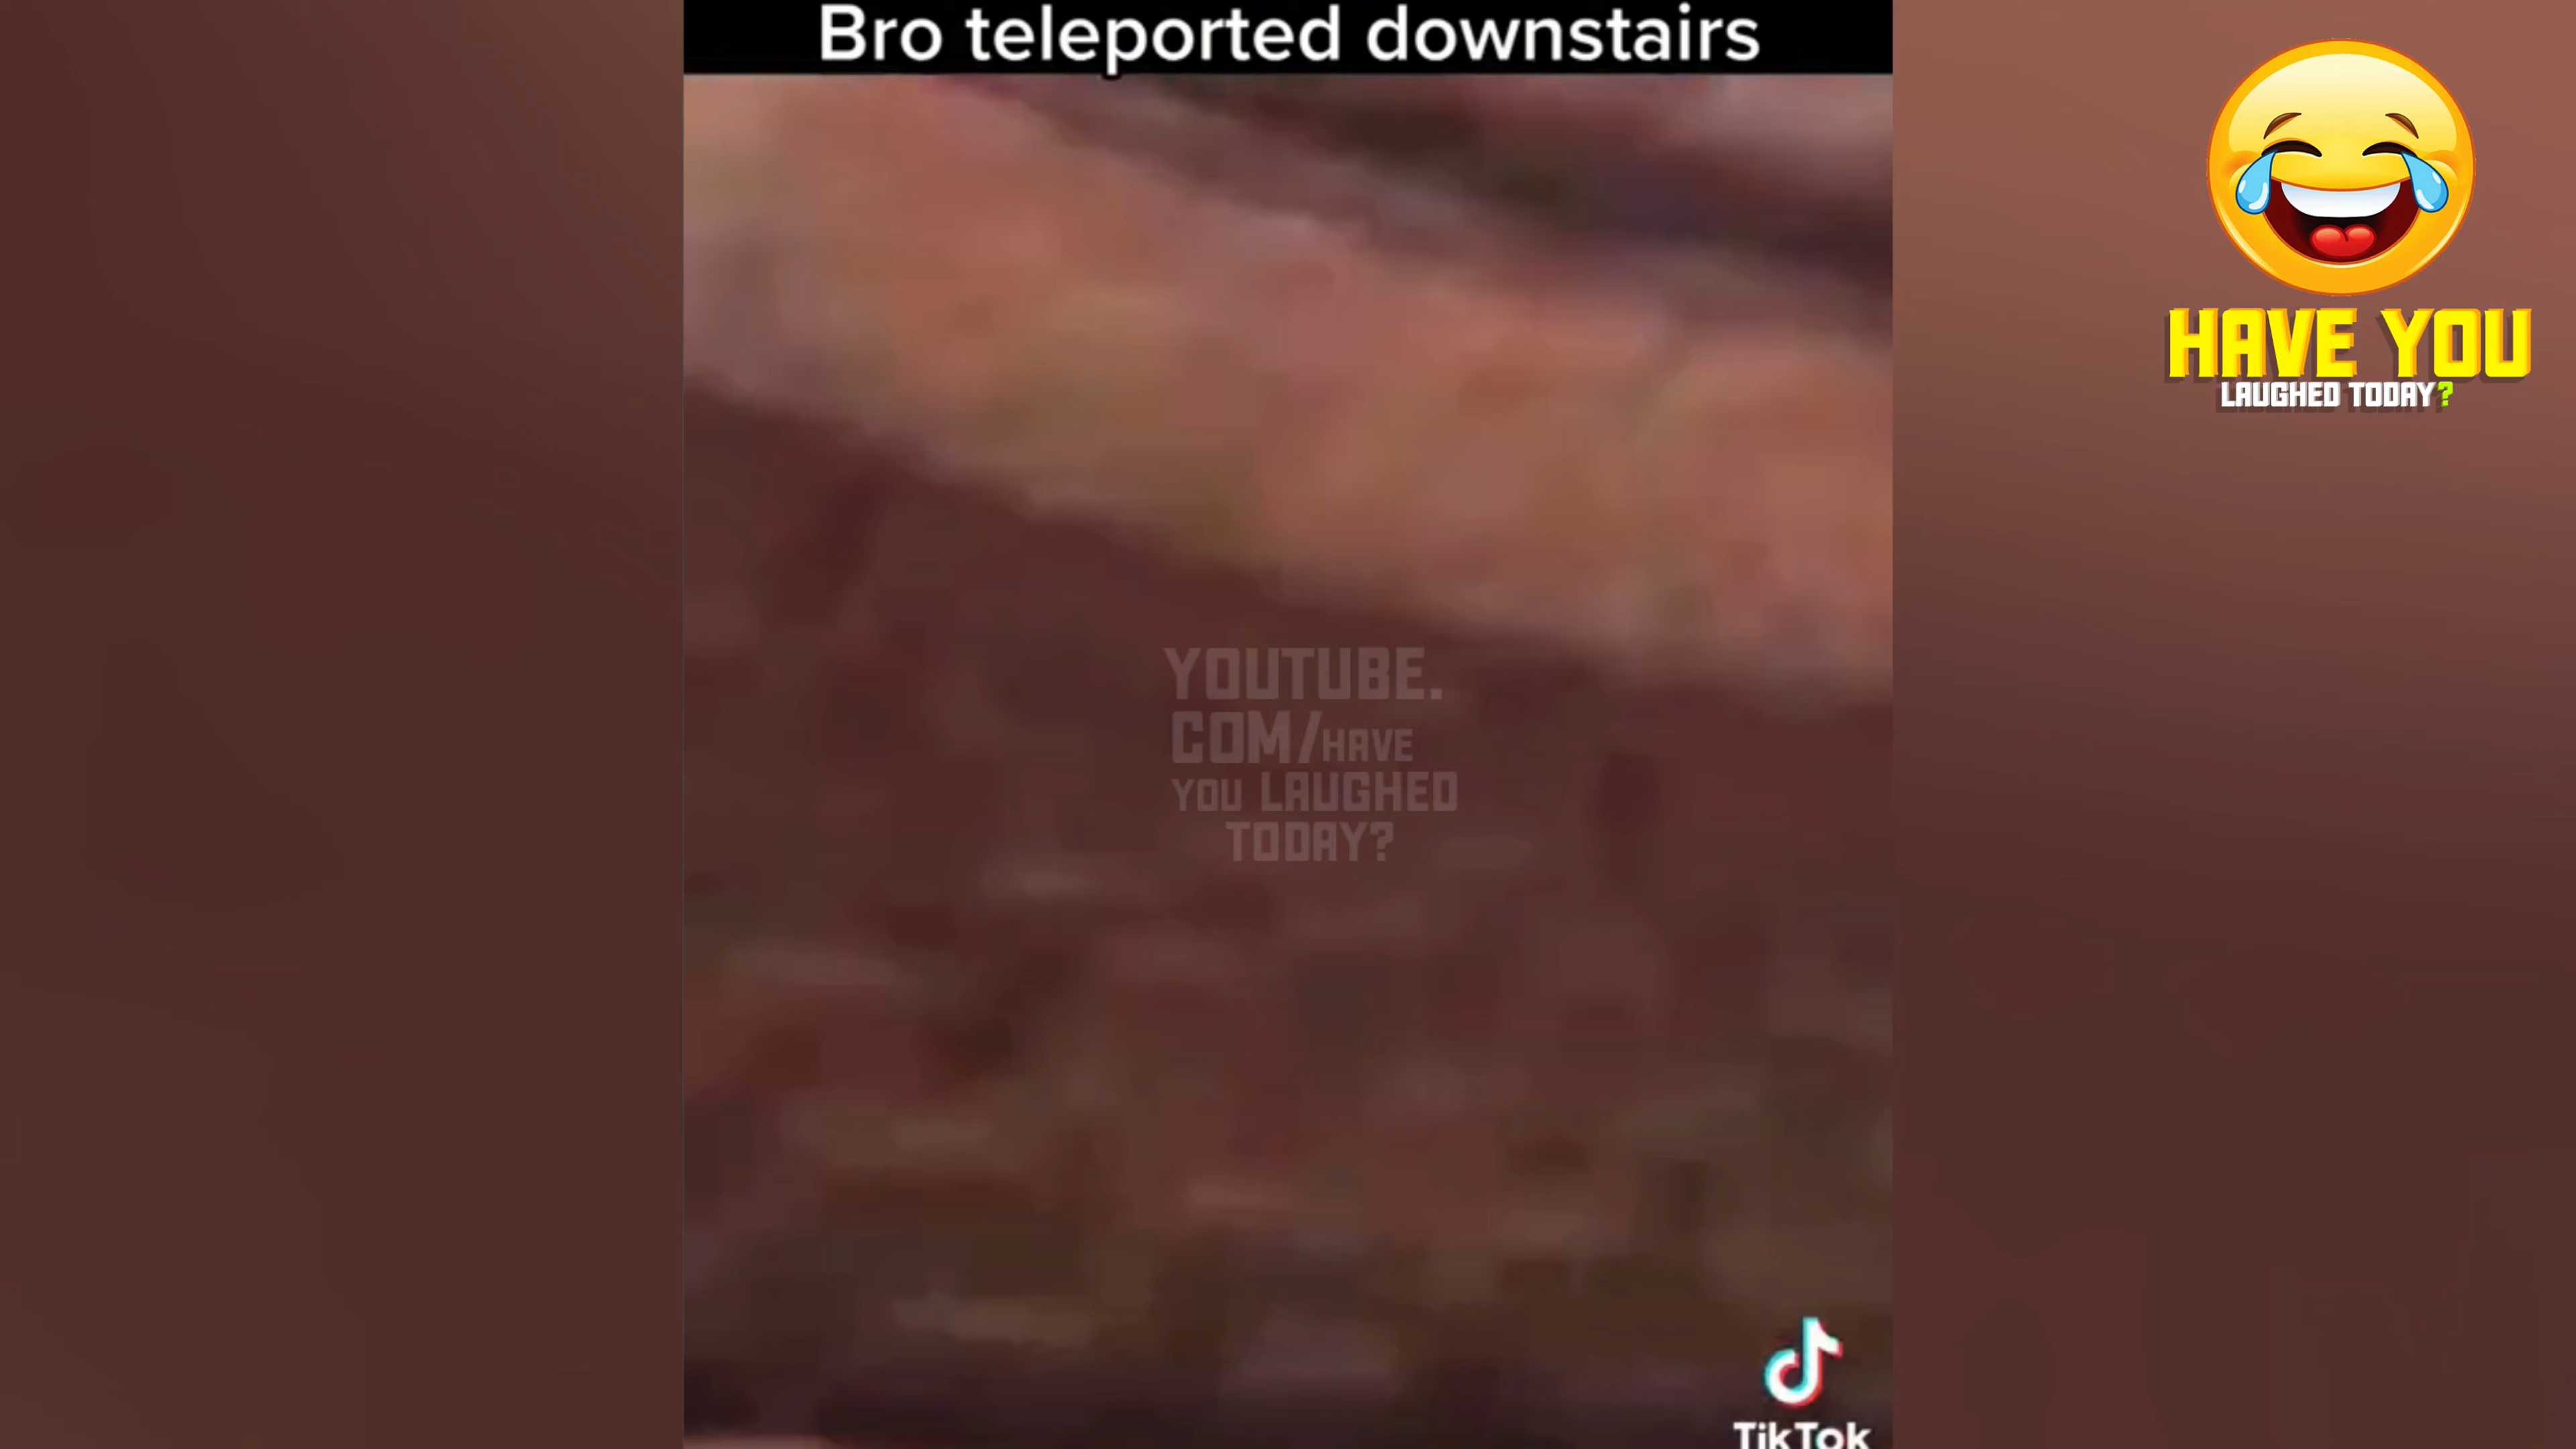 Bro teleported downstairs
HAVE YOU
LAUGHED TODAY?
YOUTUBE.
COM/HAVE
YOU LAUGHED
TODAY?
TikTok